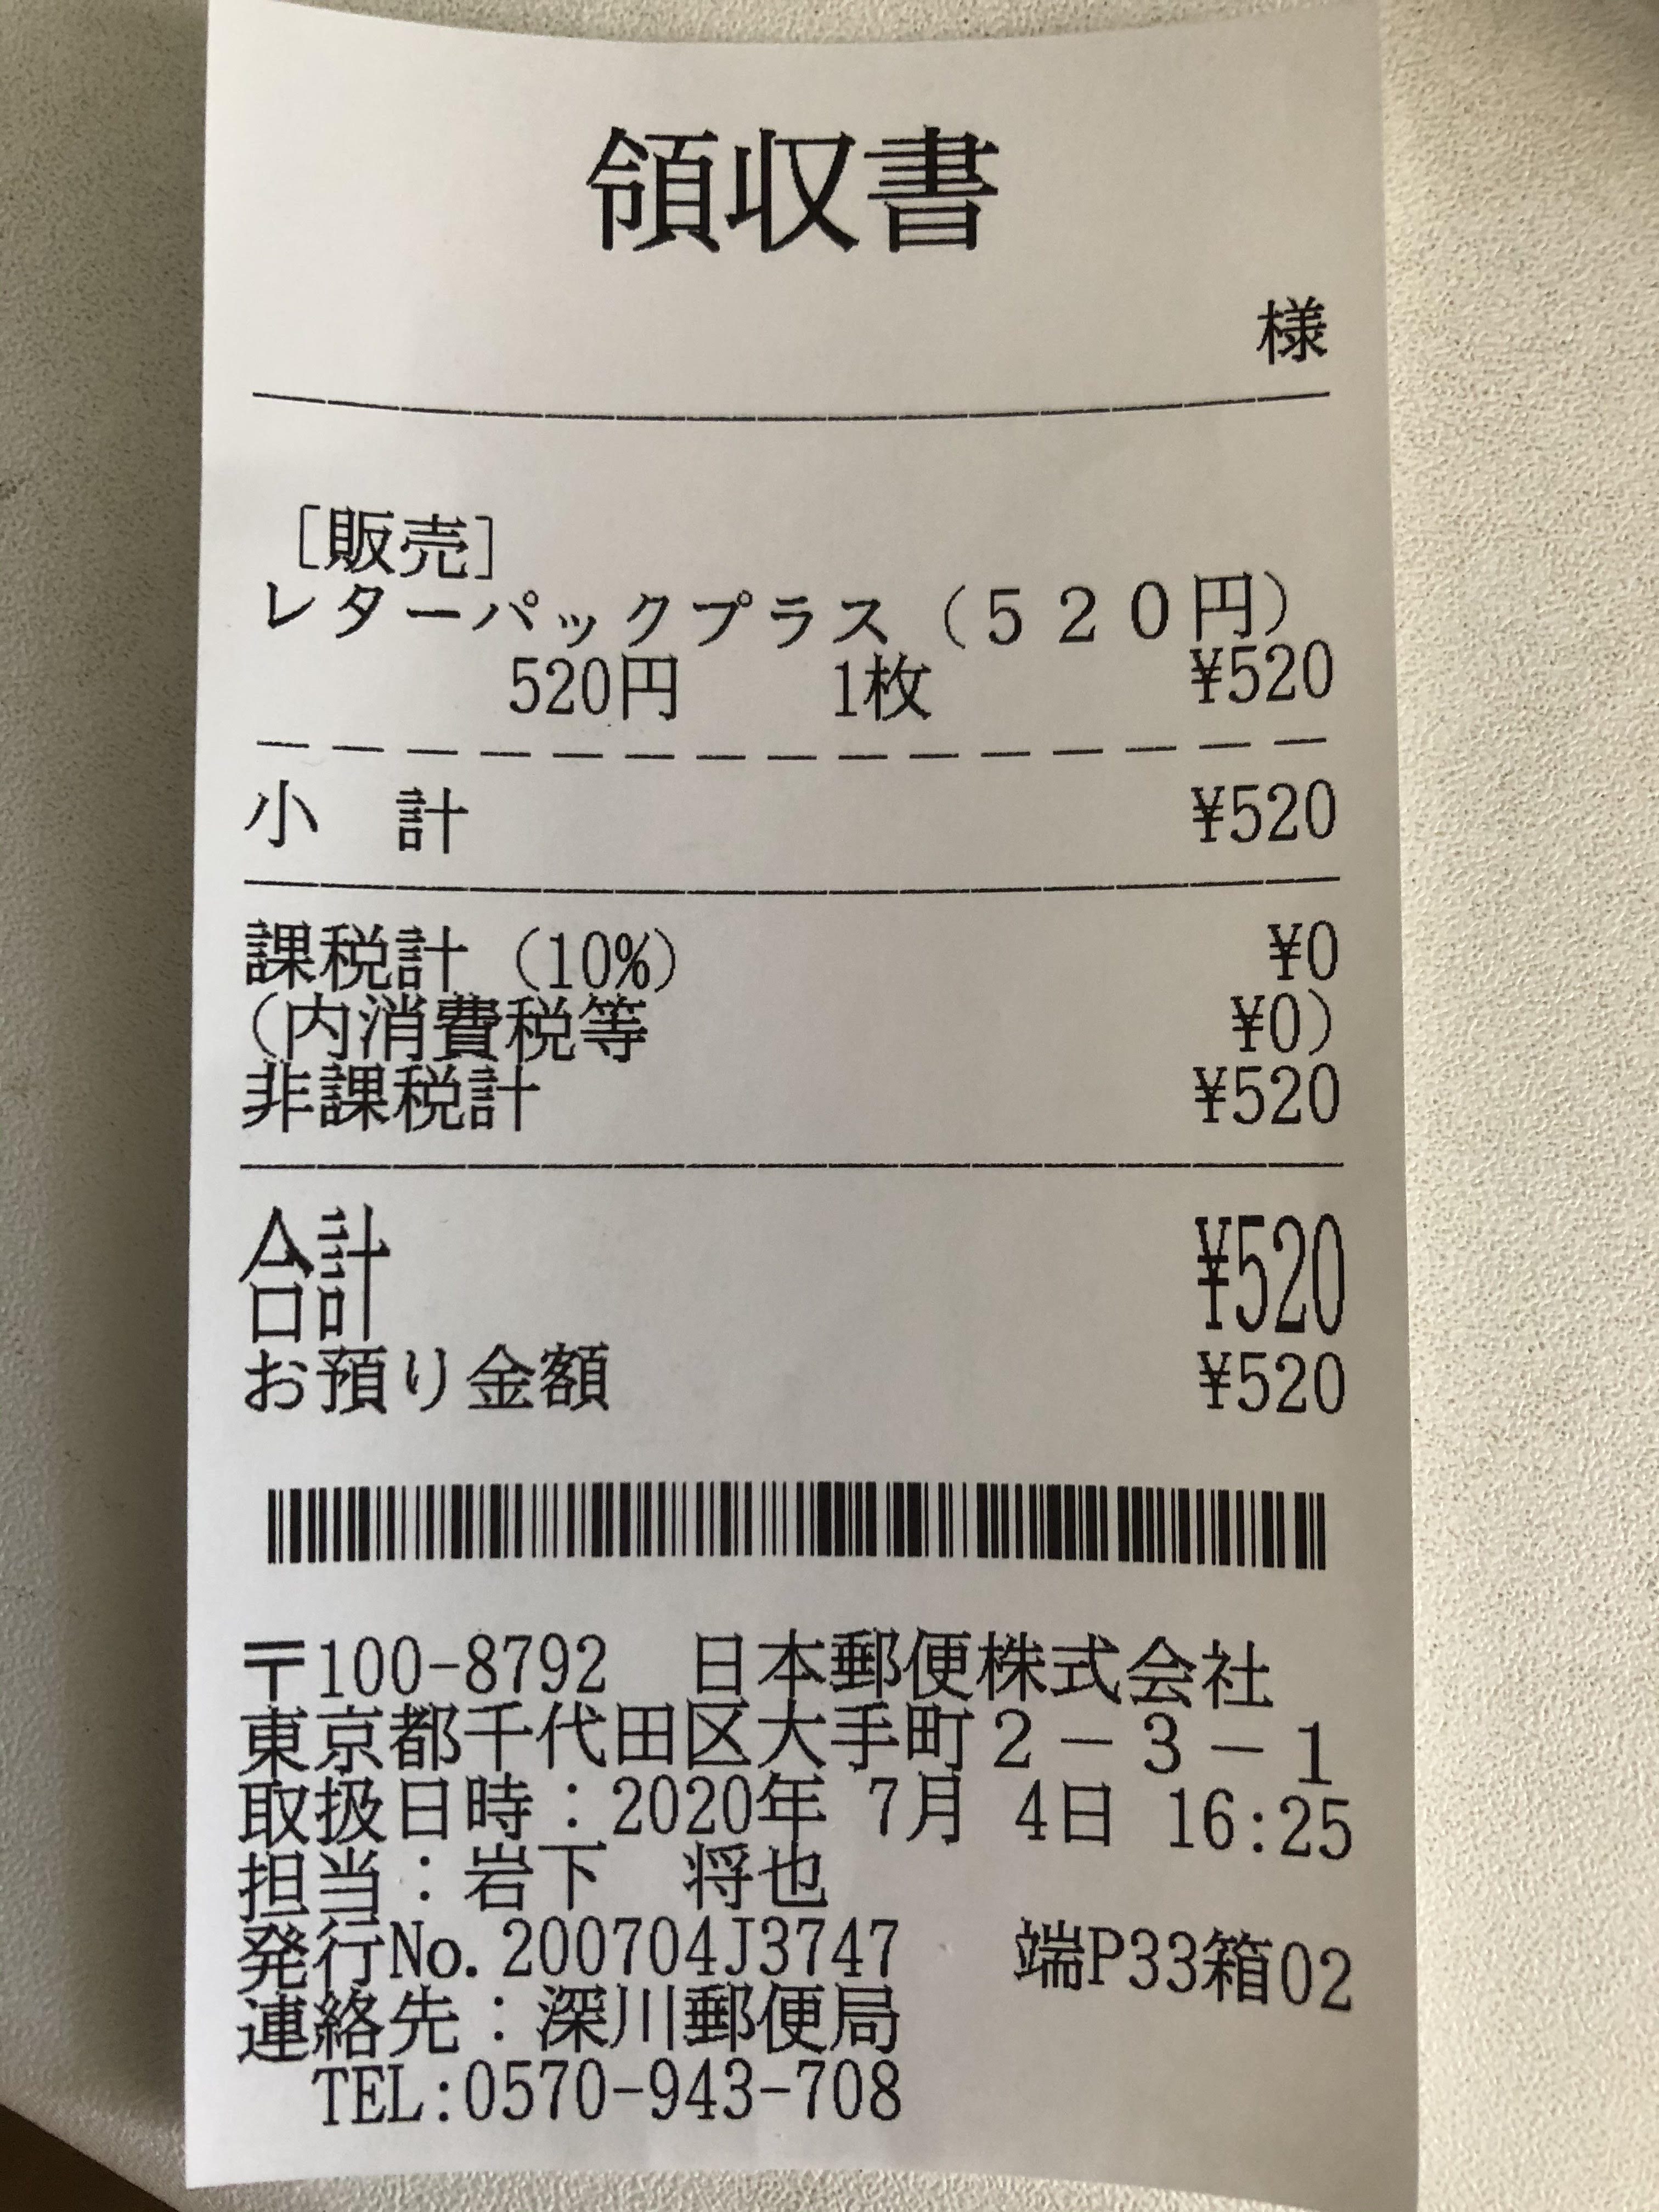 領収書
様
[販売]
レターパックプラス（５２０円）
520円 1枚 ¥520
小 計 ¥520
課税計(10%) ¥0
(内消費税等 ¥0)
非課税計 ¥520
合計 ¥520
お預り金額 ¥520
〒100-8792 日本郵便株式会社
東京都千代田区大手町２－３－１
取扱日時：2020年 7月 4日 16:25
担当：岩下 将也
発行No.200704J3747 端P33箱02
連絡先：深川郵便局
TEL:0570-943-708